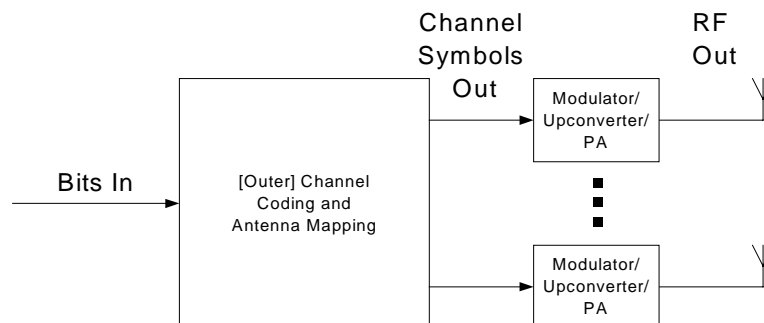 Channel
Symbols
Out
RF
Out
Modulator/
Upconverter/
PA
Bits In
[Outer] Channel
Coding and
Antenna Mapping
Modulator/
Upconverter/
PA